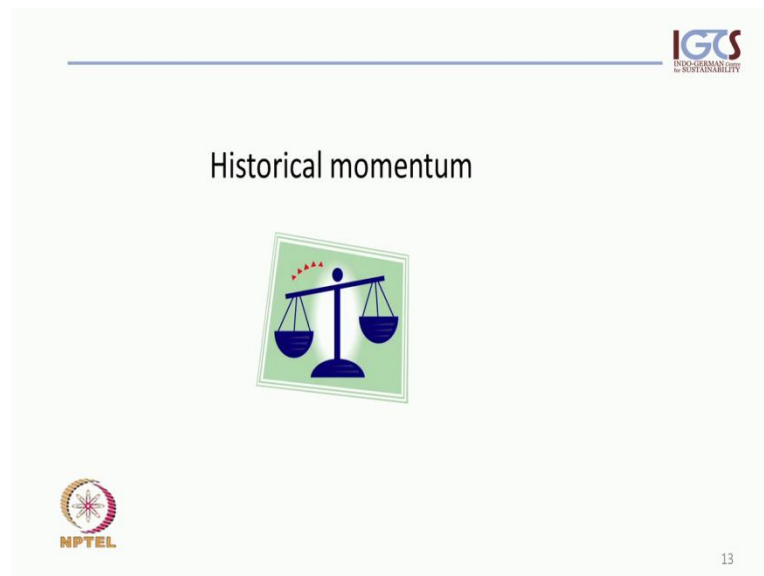 IGCS
INDO-GERMAN Centre
for SUSTAINABILITY
Historical momentum
NPTEL
13